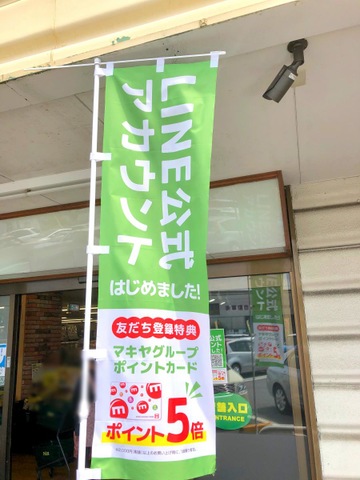 LINE公式
アカウント
はじめました!
友だち登録特典
マキヤグループ
ポイントカード
ポイント5倍
入口
ENTRANCE